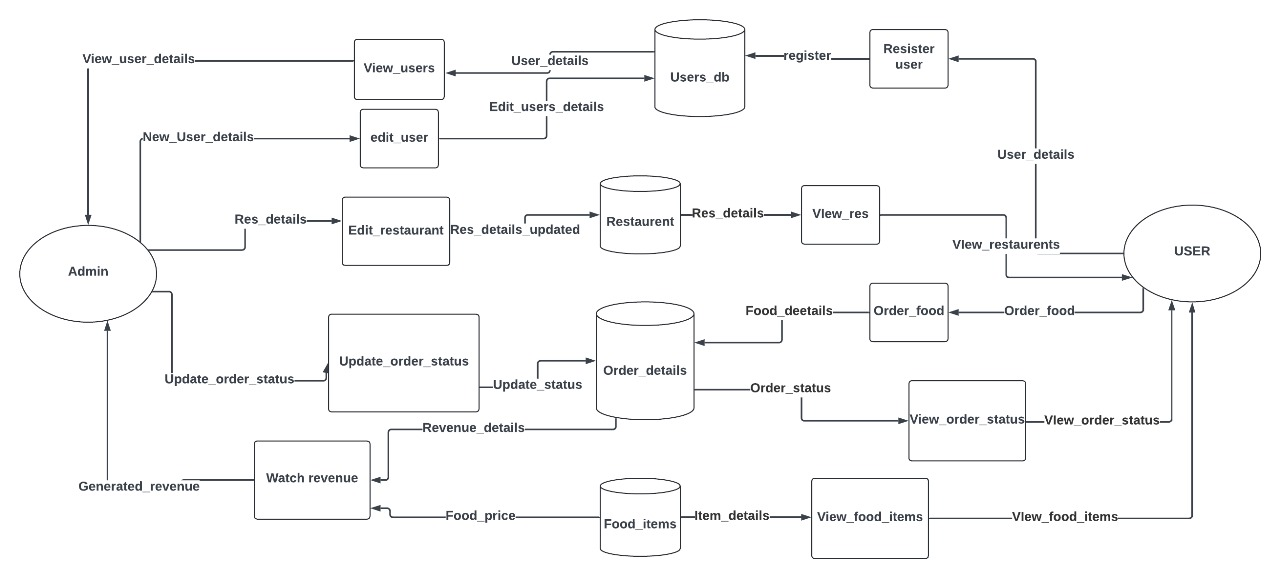 View_user_details
View_users
User_details
Users_db
register
Resister
user
Edit_users_details
New_User_details
edit_user
User_details
Res_details
Edit_restaurant
Res_details_updated
Restaurent
Res_details
VIew_res
VIew_restaurents
USER
Admin
Food_deetails
Order_food
Order_food
Update_order_status
Update_order_status
Update_status
Order_details
Order_status
View_order_status
VIew_order_status
Revenue_details
Generated_revenue
Watch revenue
Food_price
Food_items
Item_details
View_food_items
VIew_food_items